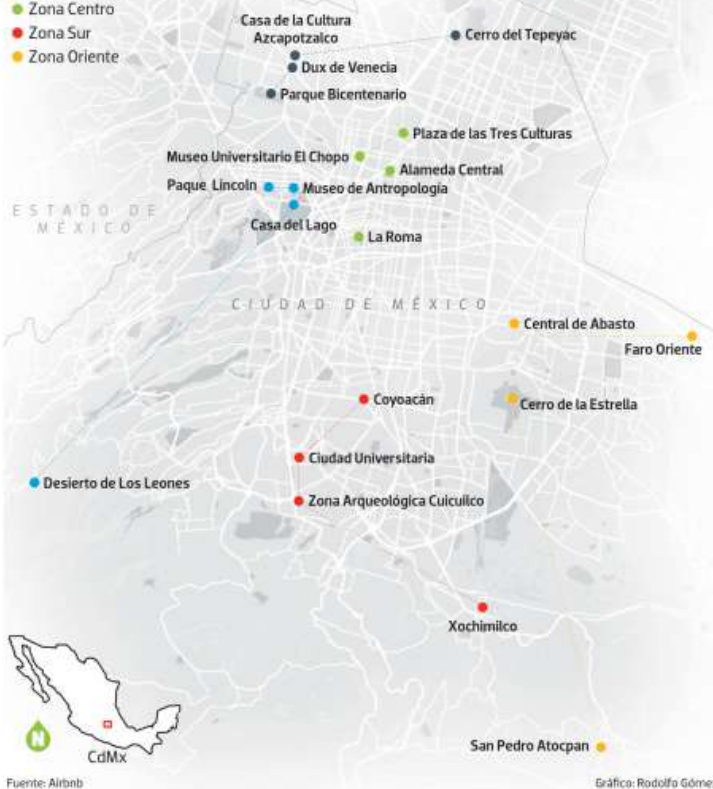 Zona Centro
Zona Sur
Zona Oriente
Casa de la Cultura
Azcapotzalco
Cerro del Tepeyac
Dux de Venecia
Parque Bicentenario
Plaza de las Tres Culturas
Museo Universitario El Chopo
Alameda Central
Paque Lincoln
Museo de Antropología
Casa del Lago
La Roma
ESTADO DE
MÉXICO
CIUDAD DE MÉXICO
Central de Abasto
Faro Oriente
Coyoacán
Cerro de la Estrella
Ciudad Universitaria
Desierto de Los Leones
Zona Arqueológica Cuicuilco
Xochimilco
San Pedro Atocpan
N
CdMx
Fuente: Airbnb
Gráfico: Rodolfo Gómez